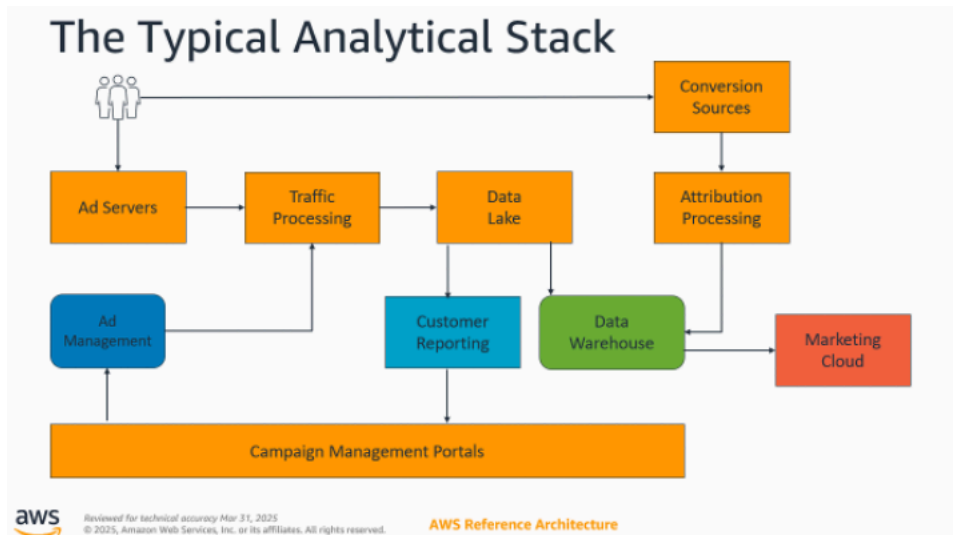 The Typical Analytical Stack
Conversion
Sources
Ad Servers
Traffic
Processing
Data
Lake
Attribution
Processing
Ad
Management
Customer
Reporting
Data
Warehouse
Marketing
Cloud
Campaign Management Portals
aws
Reviewed for technical accuracy Mar 31, 2025
© 2025, Amazon Web Services, Inc. or its affiliates. All rights reserved.
AWS Reference Architecture